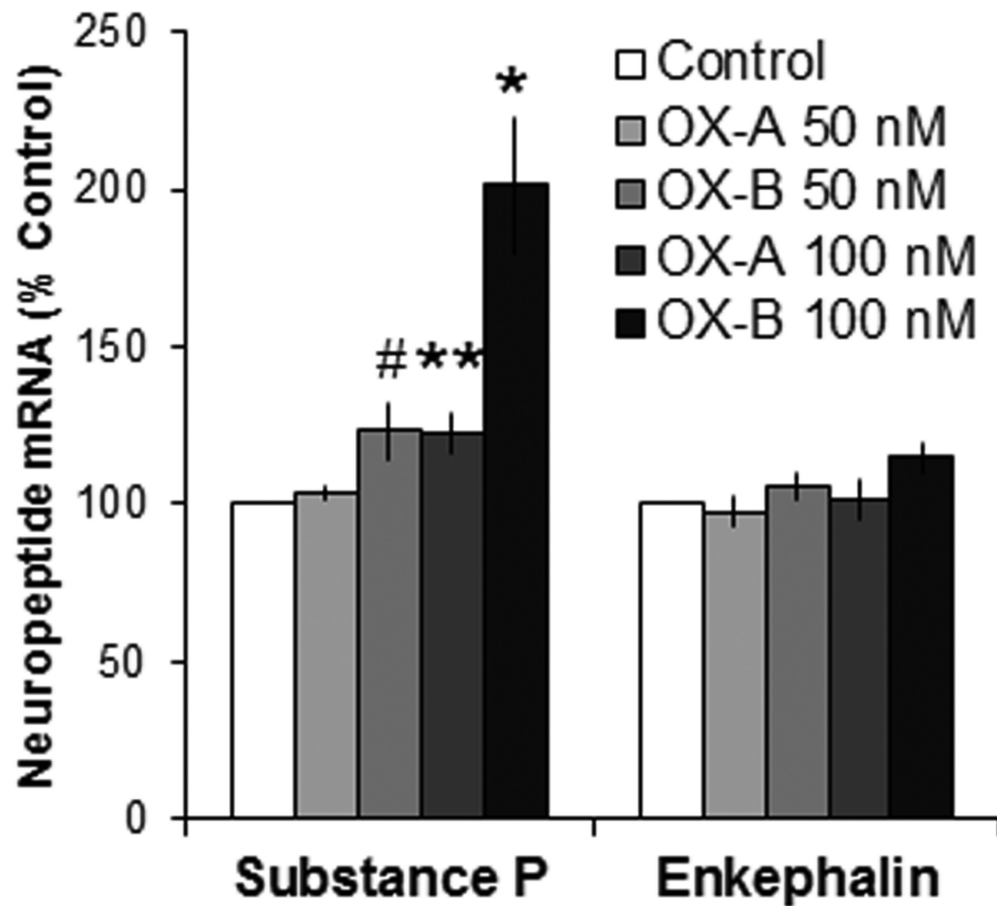 Neuropeptide mRNA (% Control)
250
200
150
100
50
0
Control
OX-A 50 nM
OX-B 50 nM
OX-A 100 nM
OX-B 100 nM
*
# **
Substance P
Enkephalin